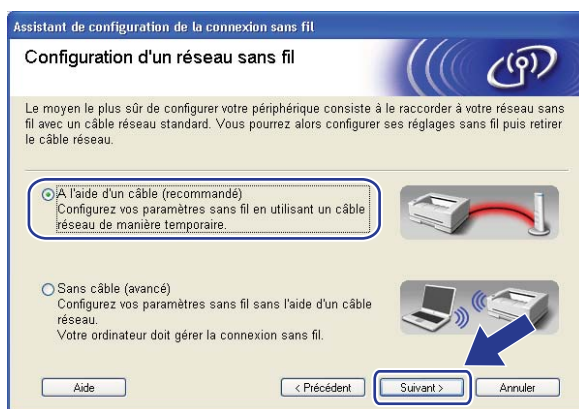 Assistant de configuration de la connexion sans fil
Configuration d'un réseau sans fil
Le moyen le plus sûr de configurer votre périphérique consiste à le raccorder à votre réseau sans
fil avec un câble réseau standard. Vous pourrez alors configurer ses réglages sans fil puis retirer
le câble réseau.
A l'aide d'un câble (recommandé)
Configurez vos paramètres sans fil en utilisant un câble
réseau de manière temporaire.
Sans câble (avancé)
Configurez vos paramètres sans fil sans l'aide d'un câble
réseau.
Votre ordinateur doit gérer la connexion sans fil.
Aide
< Précédent
Suivant >
Annuler